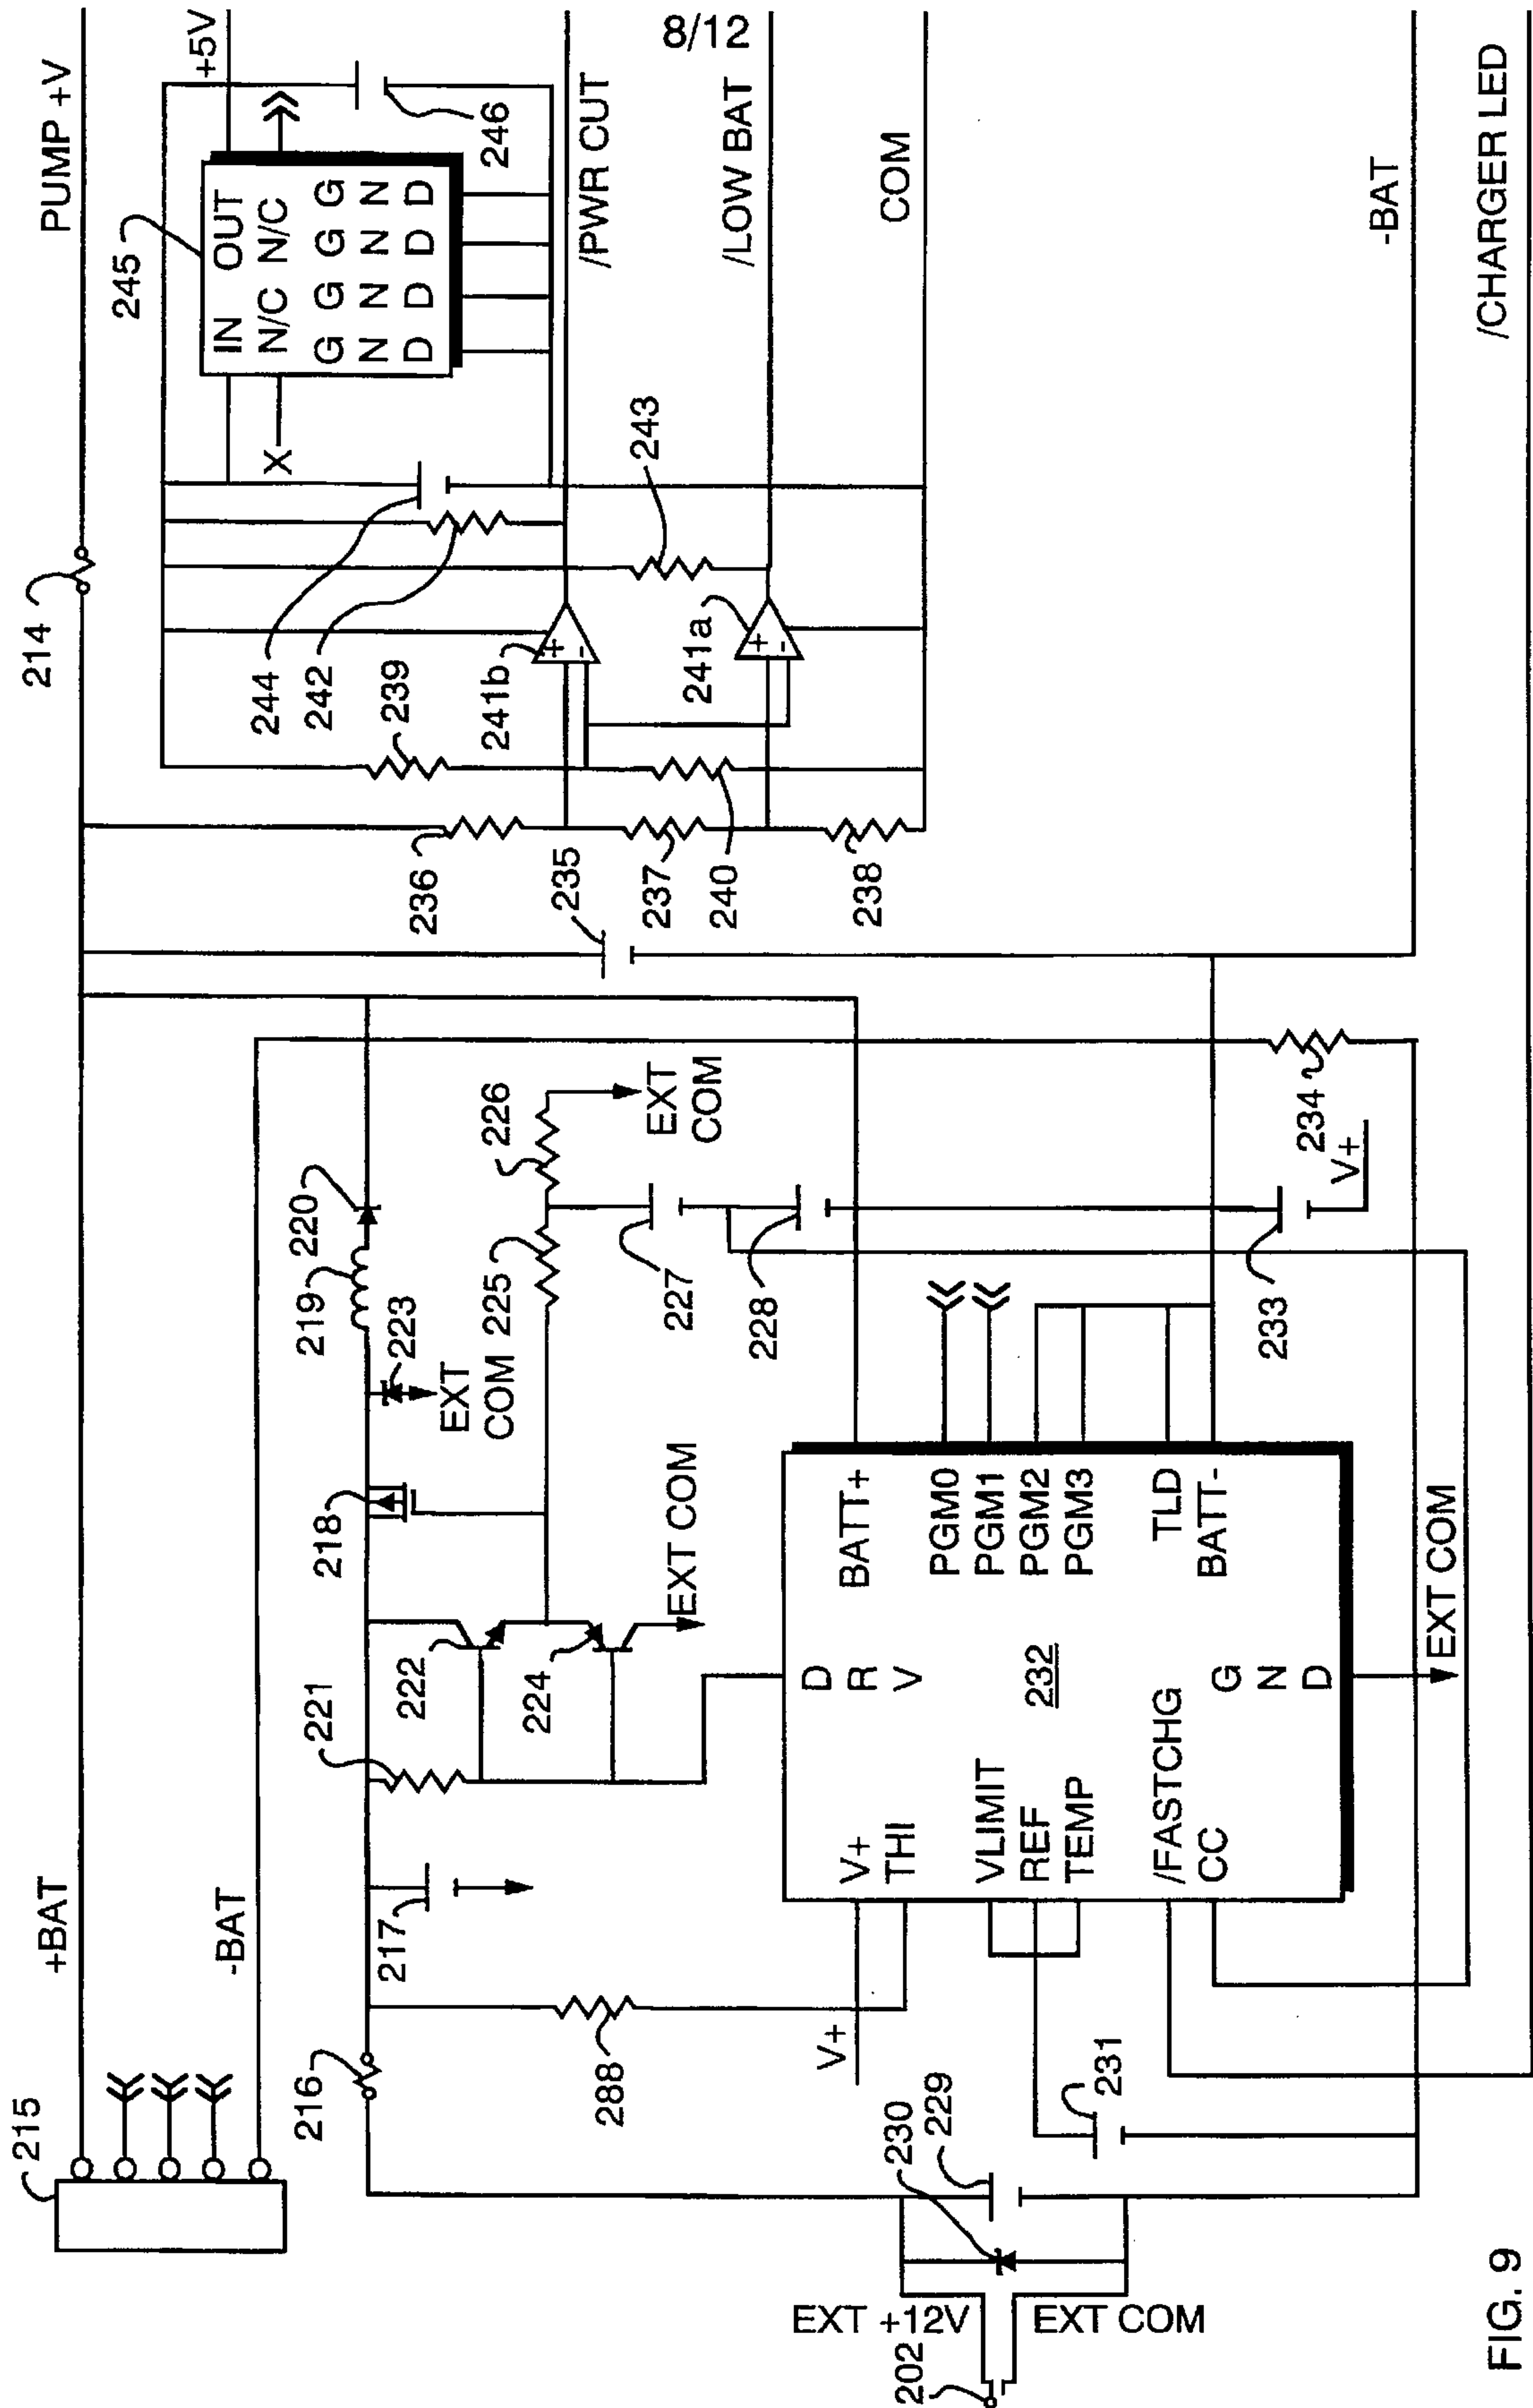 8/12
PUMP +V
+5V
245
IN OUT
N/C N/C
G G G G
N N N N
D D D D
246
/PWR CUT
/LOW BAT
COM
-BAT
/CHARGER LED
X
214
244
242
239
243
241b
241a
236
235
237
240
238
+BAT
-BAT
215
216
217
221
222
224
218
219
220
223
EXT
COM
225
226
EXT
COM
227
228
233
234
V+
EXT COM
288
V+
D
R
V
232
V+
THI
VLIMIT
REF
TEMP
/FASTCHG
CC
BATT+
PGM0
PGM1
PGM2
PGM3
TLD
BATT-
G
N
D
EXT COM
231
229
230
EXT +12V
EXT COM
202
FIG. 9